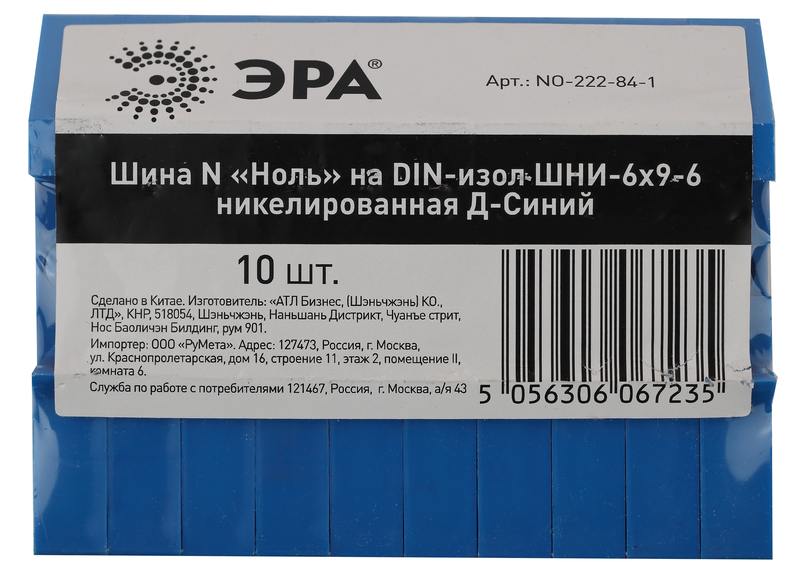 ЭРА®
Арт.: NO-222-84-1
Шина N «Ноль» на DIN-изол ШНИ-6х9-6
никелированная Д-Синий
10 шт.
Сделано в Китае. Изготовитель: «АТЛ Бизнес, (Шэньчжэнь) КО.,
ЛТД», КНР, 518054, Шэньчжэнь, Наньшань Дистрикт, Чуанъе стрит,
Нос Баоличэн Билдинг, рум 901.
Импортер: ООО «РуМета». Адрес: 127473, Россия, г. Москва,
ул. Краснопролетарская, дом 16, строение 11, этаж 2, помещение II,
комната 6.
Служба по работе с потребителями 121467, Россия, г. Москва, а/я 43
5 056306 067235